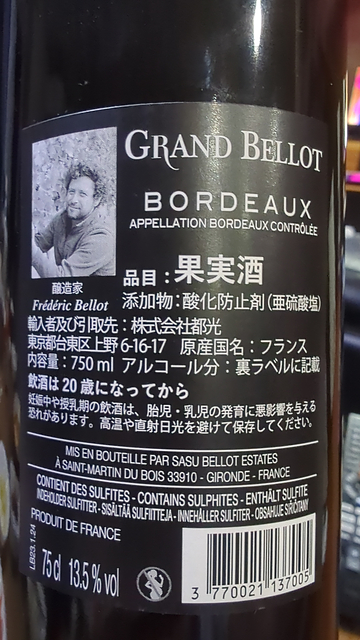 GRAND BELLOT
BORDEAUX
APPELLATION BORDEAUX CONTRÔLÉE
醸造家
Frédéric Bellot
品目：果実酒
添加物：酸化防止剤（亜硫酸塩）
輸入者及び引取先：株式会社都光
東京都台東区上野6-16-17 原産国名：フランス
内容量：750ml アルコール分：裏ラベルに記載
飲酒は20歳になってから
妊娠中や授乳期の飲酒は、胎児・乳児の発育に悪影響を与える
恐れがあります。高温や直射日光を避けて保存してください。
MIS EN BOUTEILLE PAR SASU BELLOT ESTATES
À SAINT-MARTIN DU BOIS 33910 - GIRONDE - FRANCE
CONTIENT DES SULFITES - CONTAINS SULPHITES - ENTHÄLT SULFITE
INDEHOLDER SULFITTER - SISÄLTÄÄ SULFIITTEJA - INNEHÅLLER SULFITER - OBSAHUJE SIŘIČITANY
PRODUIT DE FRANCE
LB23.1.24
75 cl 13.5 % vol
3 770021 137005